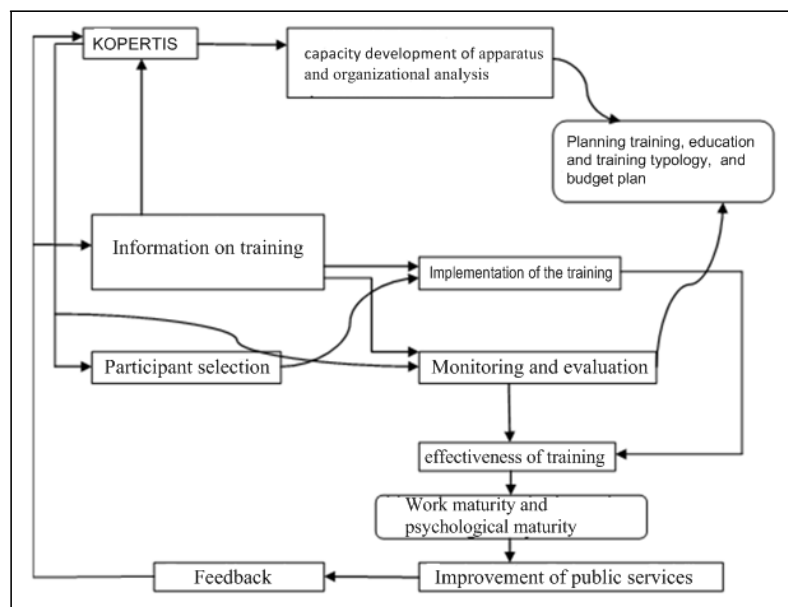 KOPERTIS
capacity development of apparatus
and organizational analysis
Planning training, education
and training typology, and
budget plan
Information on training
Implementation of the training
Participant selection
Monitoring and evaluation
effectiveness of training
Work maturity and
psychological maturity
Feedback
Improvement of public services